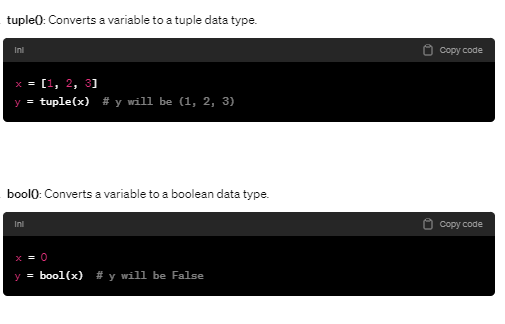 tuple(): Converts a variable to a tuple data type.
Ini Copy code
x = [1, 2, 3]
y = tuple(x)  # y will be (1, 2, 3)
bool(): Converts a variable to a boolean data type.
Ini Copy code
x = 0
y = bool(x)  # y will be False